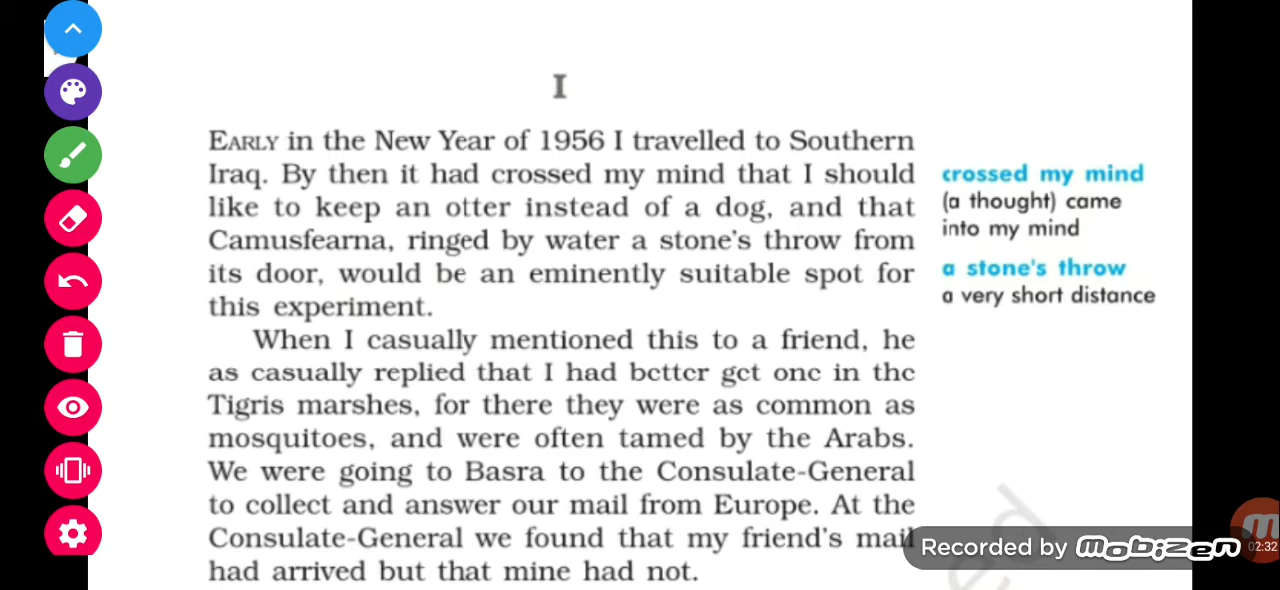 I
EARLY in the New Year of 1956 I travelled to Southern
Iraq. By then it had crossed my mind that I should
like to keep an otter instead of a dog, and that
Camusfearna, ringed by water a stone's throw from
its door, would be an eminently suitable spot for
this experiment.
When I casually mentioned this to a friend, he
as casually replied that I had better get one in the
Tigris marshes, for there they were as common as
mosquitoes, and were often tamed by the Arabs.
We were going to Basra to the Consulate-General
to collect and answer our mail from Europe. At the
Consulate-General we found that my friend's mail
had arrived but that mine had not.
crossed my mind
(a thought) came
into my mind
a stone's throw
a very short distance
Recorded by mobizen
02:32